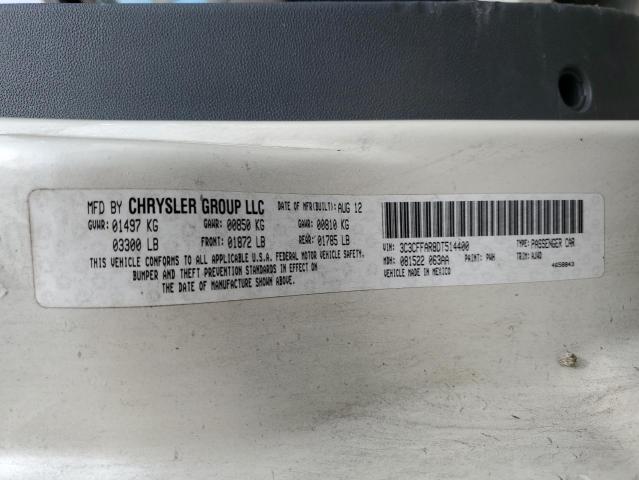 MFD BY CHRYSLER GROUP LLC DATE OF MFR(BUILT): AUG 12
GVWR: 01497 KG GAWR: 00850 KG GAWR: 00810 KG
03300 LB FRONT: 01872 LB REAR: 01785 LB
THIS VEHICLE CONFORMS TO ALL APPLICABLE U.S.A. FEDERAL MOTOR VEHICLE SAFETY,
BUMPER AND THEFT PREVENTION STANDARDS IN EFFECT ON
THE DATE OF MANUFACTURE SHOWN ABOVE.
VIN: 3C3CFFAR8DT514400 TYPE: PASSENGER CAR
MDH: 081522 063AA PAINT: PWH TRIM: AJAD
VEHICLE MADE IN MEXICO 4658843